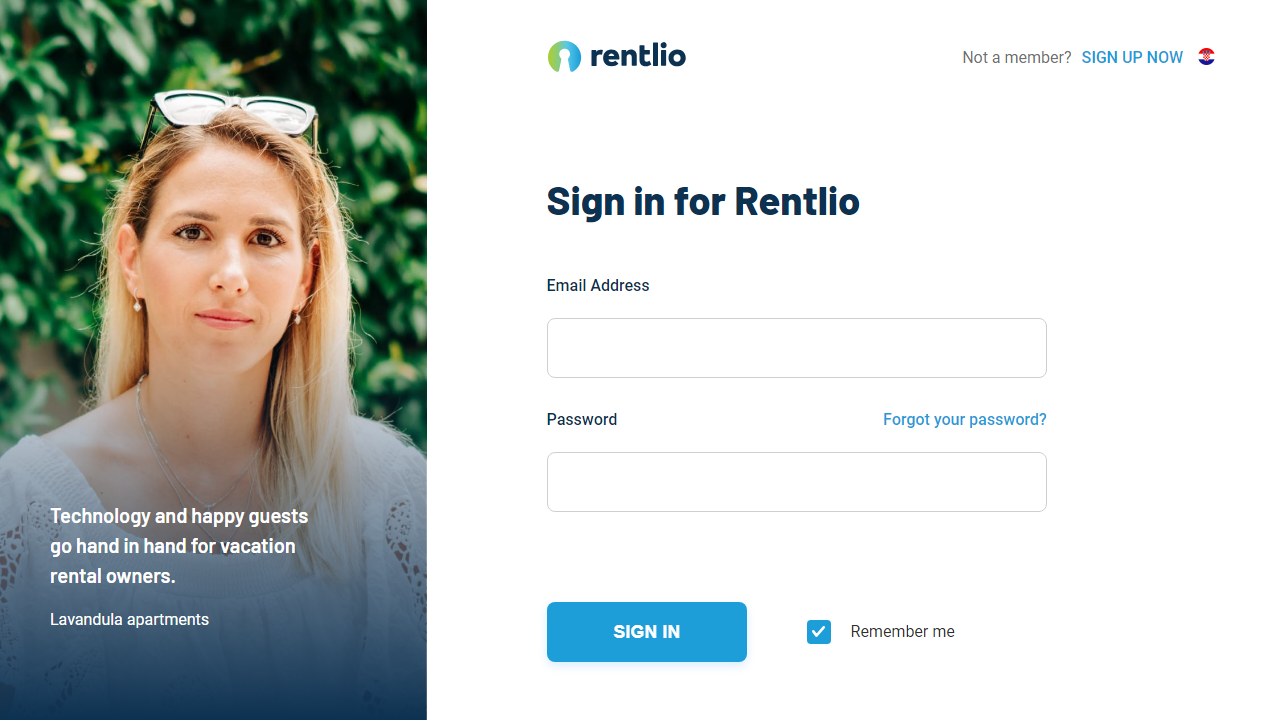 Technology and happy guests
go hand in hand for vacation
rental owners.
Lavandula apartments
rentlio
Not a member? SIGN UP NOW
Sign in for Rentlio
Email Address
Password Forgot your password?
SIGN IN Remember me